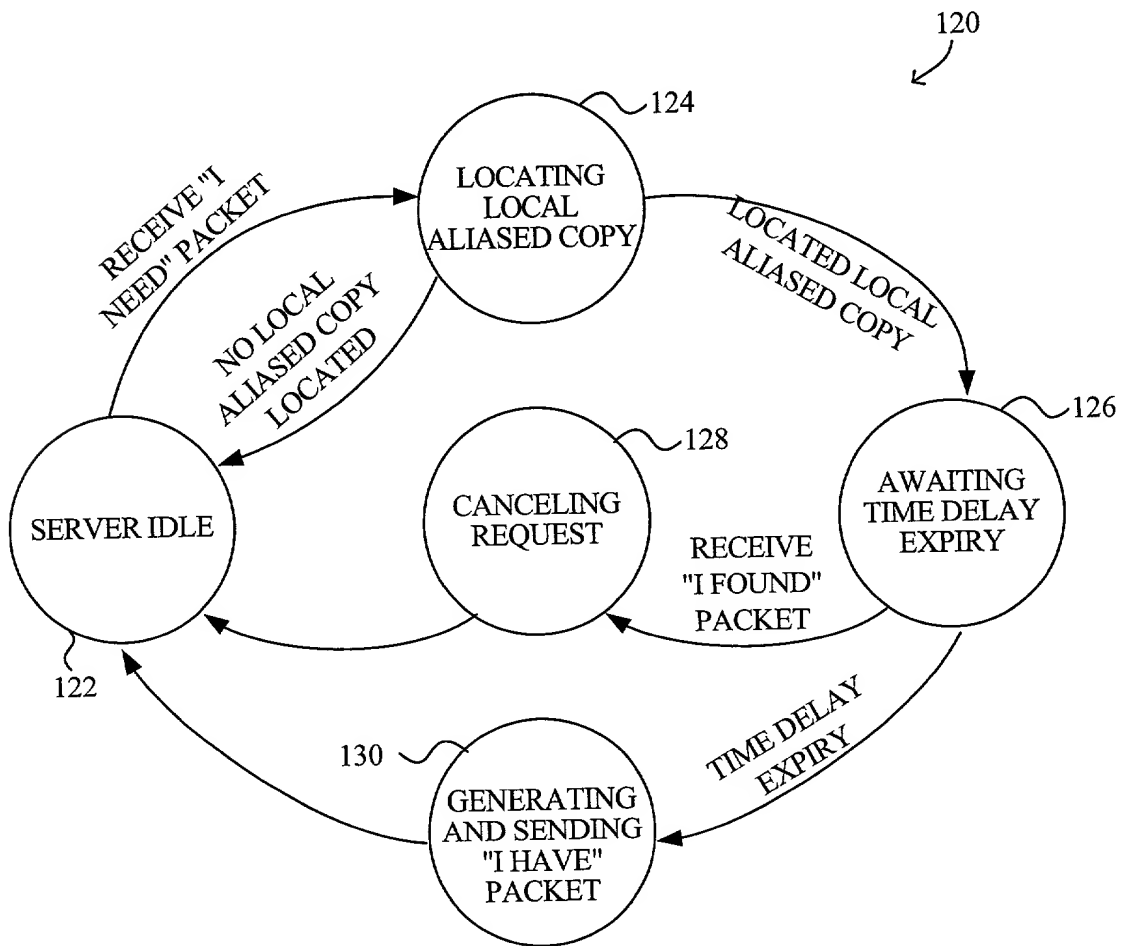 120
124
LOCATING
LOCAL
ALIASED COPY
RECEIVE "I
NEED" PACKET
LOCATED LOCAL
ALIASED COPY
NO LOCAL
ALIASED COPY
LOCATED
126
128
AWAITING
TIME DELAY
EXPIRY
CANCELING
REQUEST
SERVER IDLE
RECEIVE
"I FOUND"
PACKET
122
TIME DELAY
EXPIRY
130
GENERATING
AND SENDING
"I HAVE"
PACKET